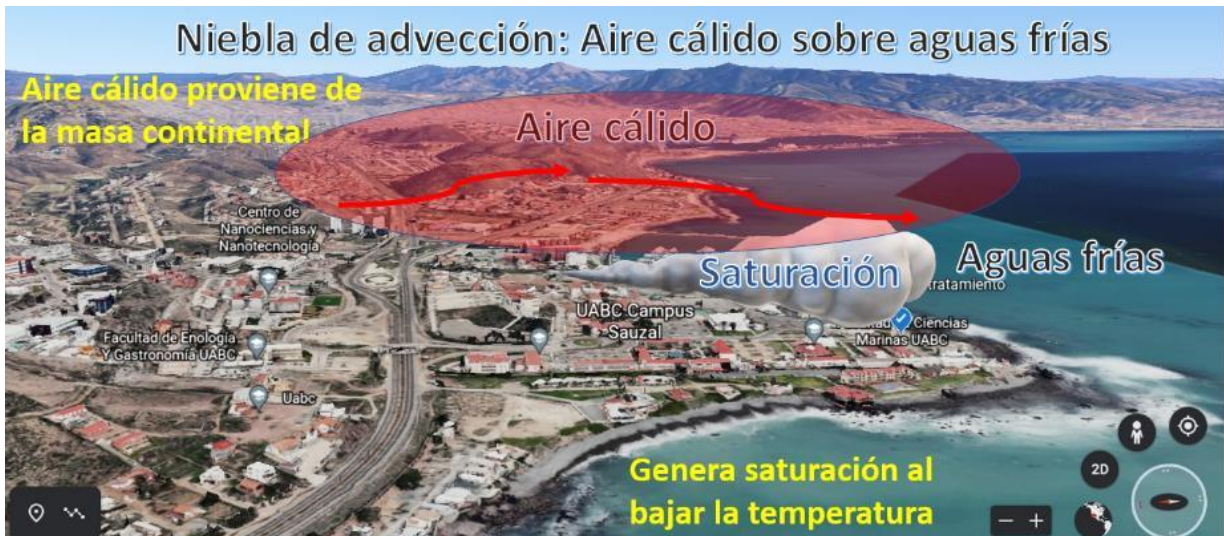 Niebla de advección: Aire cálido sobre aguas frías
Aire cálido proviene de
la masa continental
Aire cálido
Centro de
Nanociencias y
Nanotecnología
Saturación
Aguas frías
tratamiento
UABC Campus
Sauzal
Ciencias
Marinas UABC
Facultad de Enología
Y Gastronomía UABC
Uabc
Genera saturación al
bajar la temperatura
2D